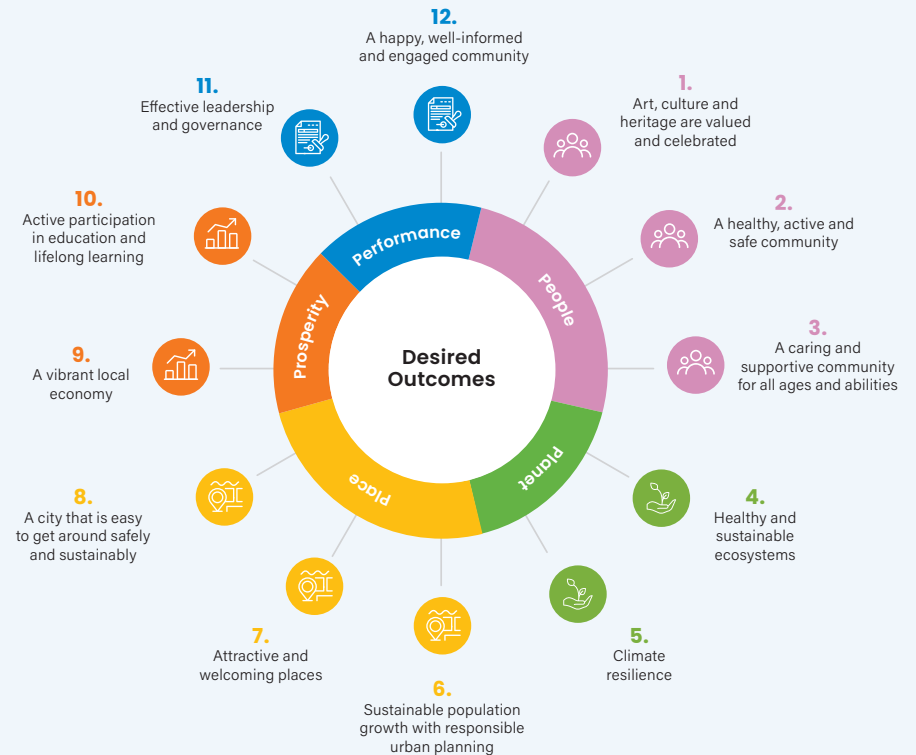 12.
A happy, well-informed
and engaged community
11.
Effective leadership
and governance
1.
Art, culture and
heritage are valued
and celebrated
10.
Active participation
in education and
lifelong learning
2.
A healthy, active and
safe community
Performance
People
Prosperity
Desired
Outcomes
9.
A vibrant local
economy
3.
A caring and
supportive community
for all ages and abilities
Planet
Place
8.
A city that is easy
to get around safely
and sustainably
4.
Healthy and
sustainable
ecosystems
7.
Attractive and
welcoming places
5.
Climate
resilience
6.
Sustainable population
growth with responsible
urban planning